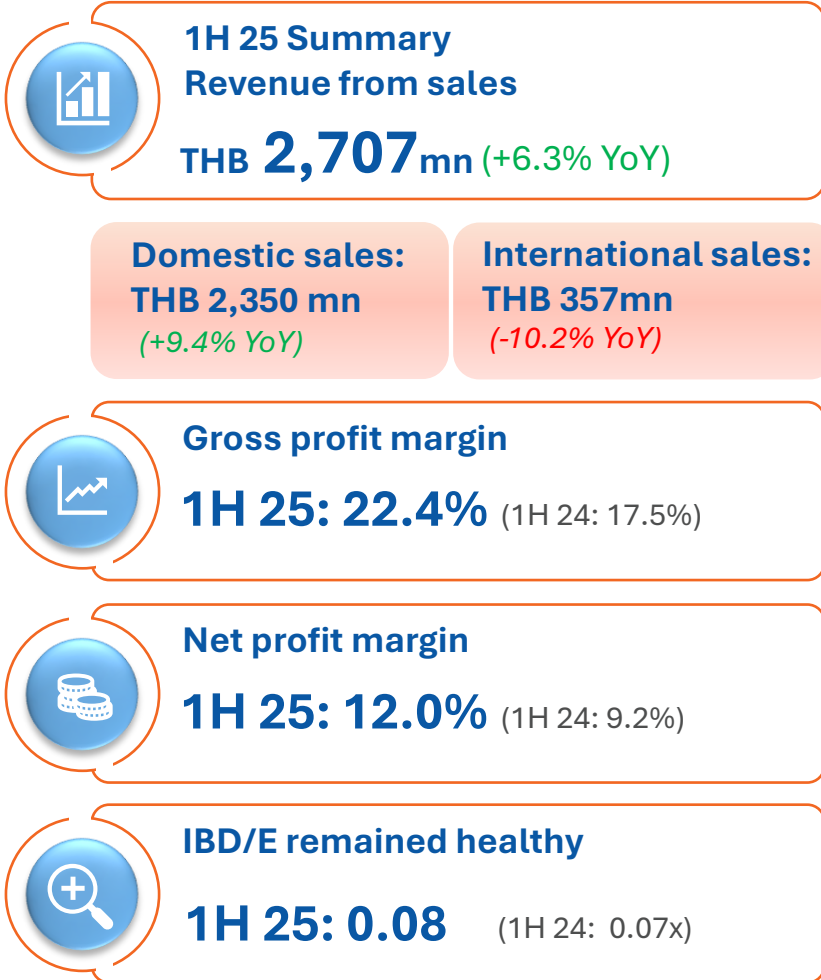 1H 25 Summary
Revenue from sales
THB 2,707mn (+6.3% YoY)
Domestic sales:
THB 2,350 mn
(+9.4% YoY)
International sales:
THB 357mn
(-10.2% YoY)
Gross profit margin
1H 25: 22.4% (1H 24: 17.5%)
Net profit margin
1H 25: 12.0% (1H 24: 9.2%)
IBD/E remained healthy
1H 25: 0.08 (1H 24: 0.07x)